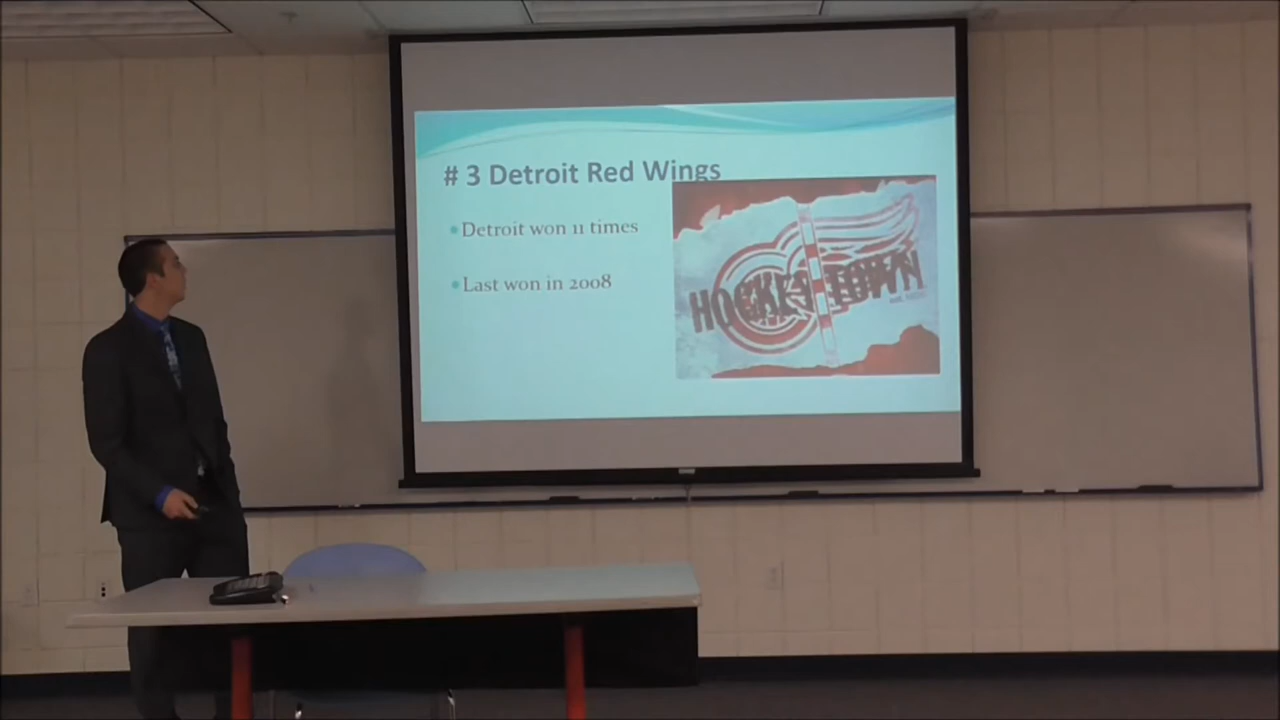 # 3 Detroit Red Wings
Detroit won 11 times
Last won in 2008
HOCKEYTOWN